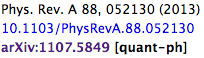 Phys. Rev. A 88, 052130 (2013)
10.1103/PhysRevA.88.052130
arXiv:1107.5849 [quant-ph]